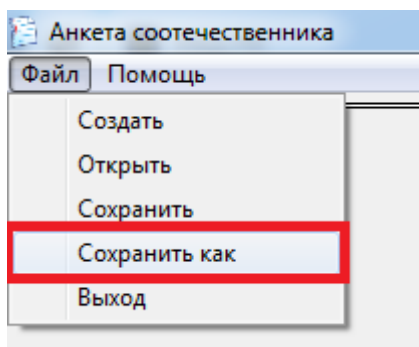 Анкета соотечественника
Файл Помощь
Создать
Открыть
Сохранить
Сохранить как
Выход